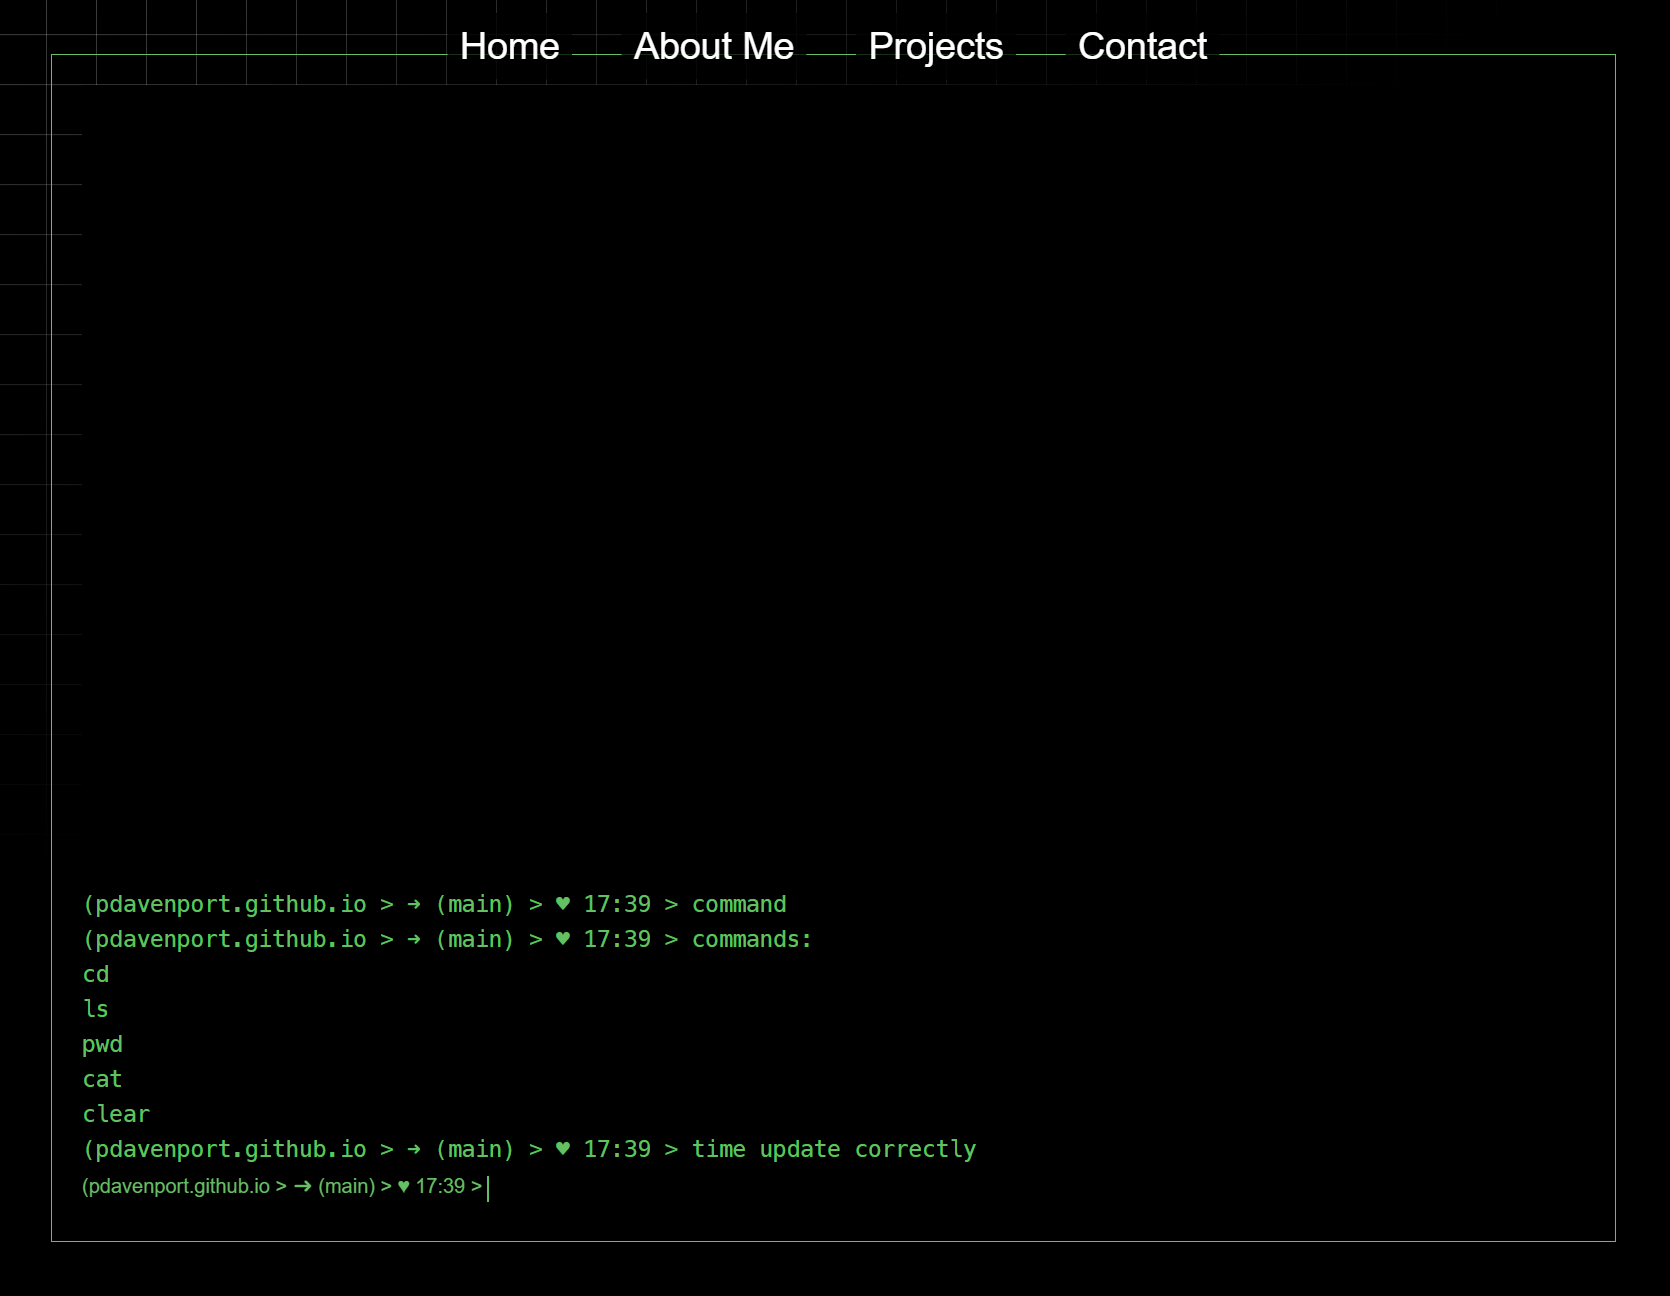 Home About Me Projects Contact
(pdavenport.github.io > ➜ (main) > ♥ 17:39 > command
(pdavenport.github.io > ➜ (main) > ♥ 17:39 > commands:
cd
ls
pwd
cat
clear
(pdavenport.github.io > ➜ (main) > ♥ 17:39 > time update correctly
(pdavenport.github.io > ➜ (main) > ♥ 17:39 >